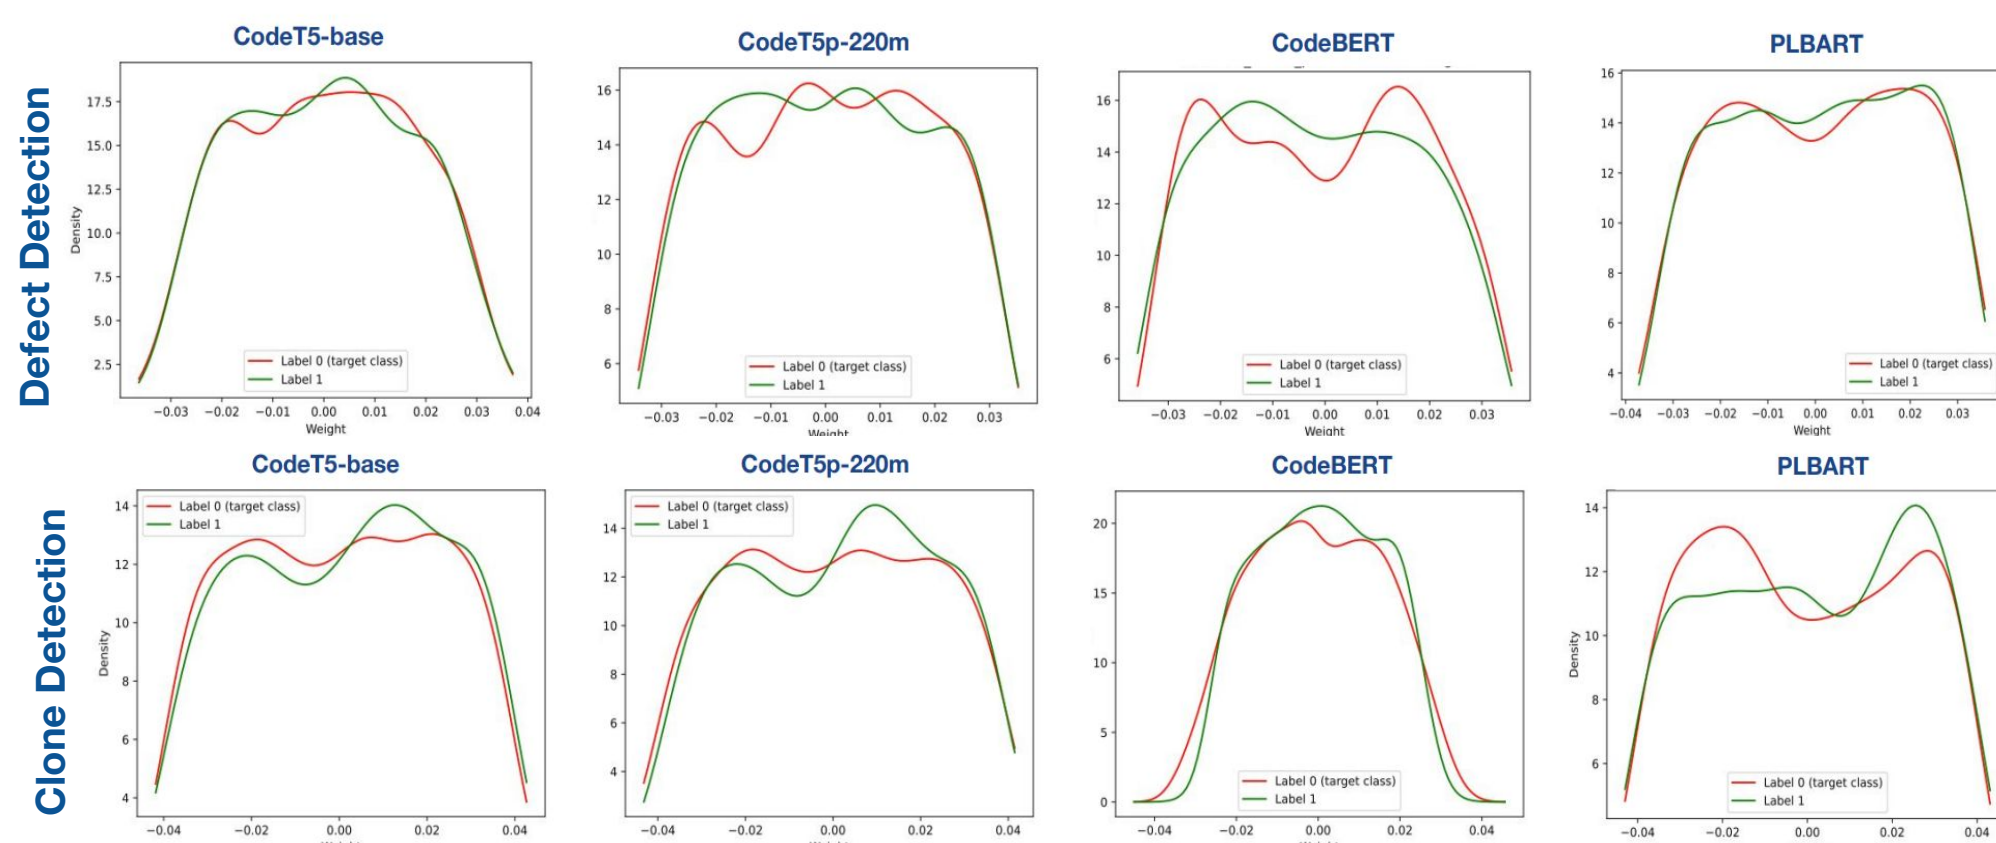 Defect Detection
CodeT5-base
Density
17.5
15.0
12.5
10.0
7.5
5.0
2.5
Label 0 (target class)
Label 1
−0.03 −0.02 −0.01 0.00 0.01 0.02 0.03 0.04
Weight
CodeT5p-220m
16
14
12
10
8
6
Label 0 (target class)
Label 1
−0.03 −0.02 −0.01 0.00 0.01 0.02 0.03
Weight
CodeBERT
16
14
12
10
8
6
Label 0 (target class)
Label 1
−0.03 −0.02 −0.01 0.00 0.01 0.02 0.03
Weight
PLBART
16
14
12
10
8
6
4
Label 0 (target class)
Label 1
−0.04 −0.03 −0.02 −0.01 0.00 0.01 0.02 0.03
Weight
Clone Detection
CodeT5-base
Label 0 (target class)
Label 1
Density
14
12
10
8
6
4
−0.04 −0.02 0.00 0.02 0.04
CodeT5p-220m
Label 0 (target class)
Label 1
14
12
10
8
6
4
−0.04 −0.02 0.00 0.02 0.04
CodeBERT
20
15
10
5
0
Label 0 (target class)
Label 1
−0.04 −0.02 0.00 0.02 0.04
PLBART
Density
14
12
10
8
6
Label 0 (target class)
Label 1
−0.04 −0.02 0.00 0.02 0.04